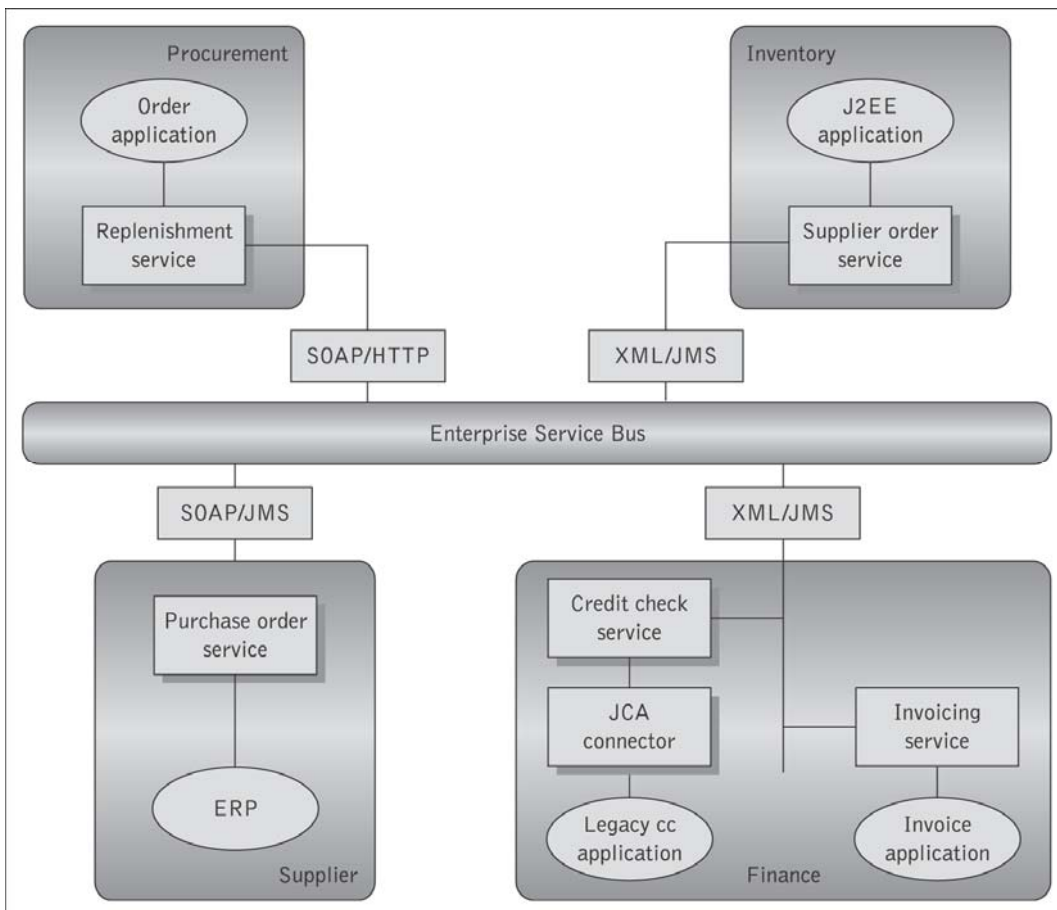 Procurement
Order
application
Replenishment
service
Inventory
J2EE
application
Supplier order
service
SOAP/HTTP
XML/JMS
Enterprise Service Bus
SOAP/JMS
XML/JMS
Purchase order
service
ERP
Supplier
Credit check
service
JCA
connector
Legacy cc
application
Invoicing
service
Invoice
application
Finance